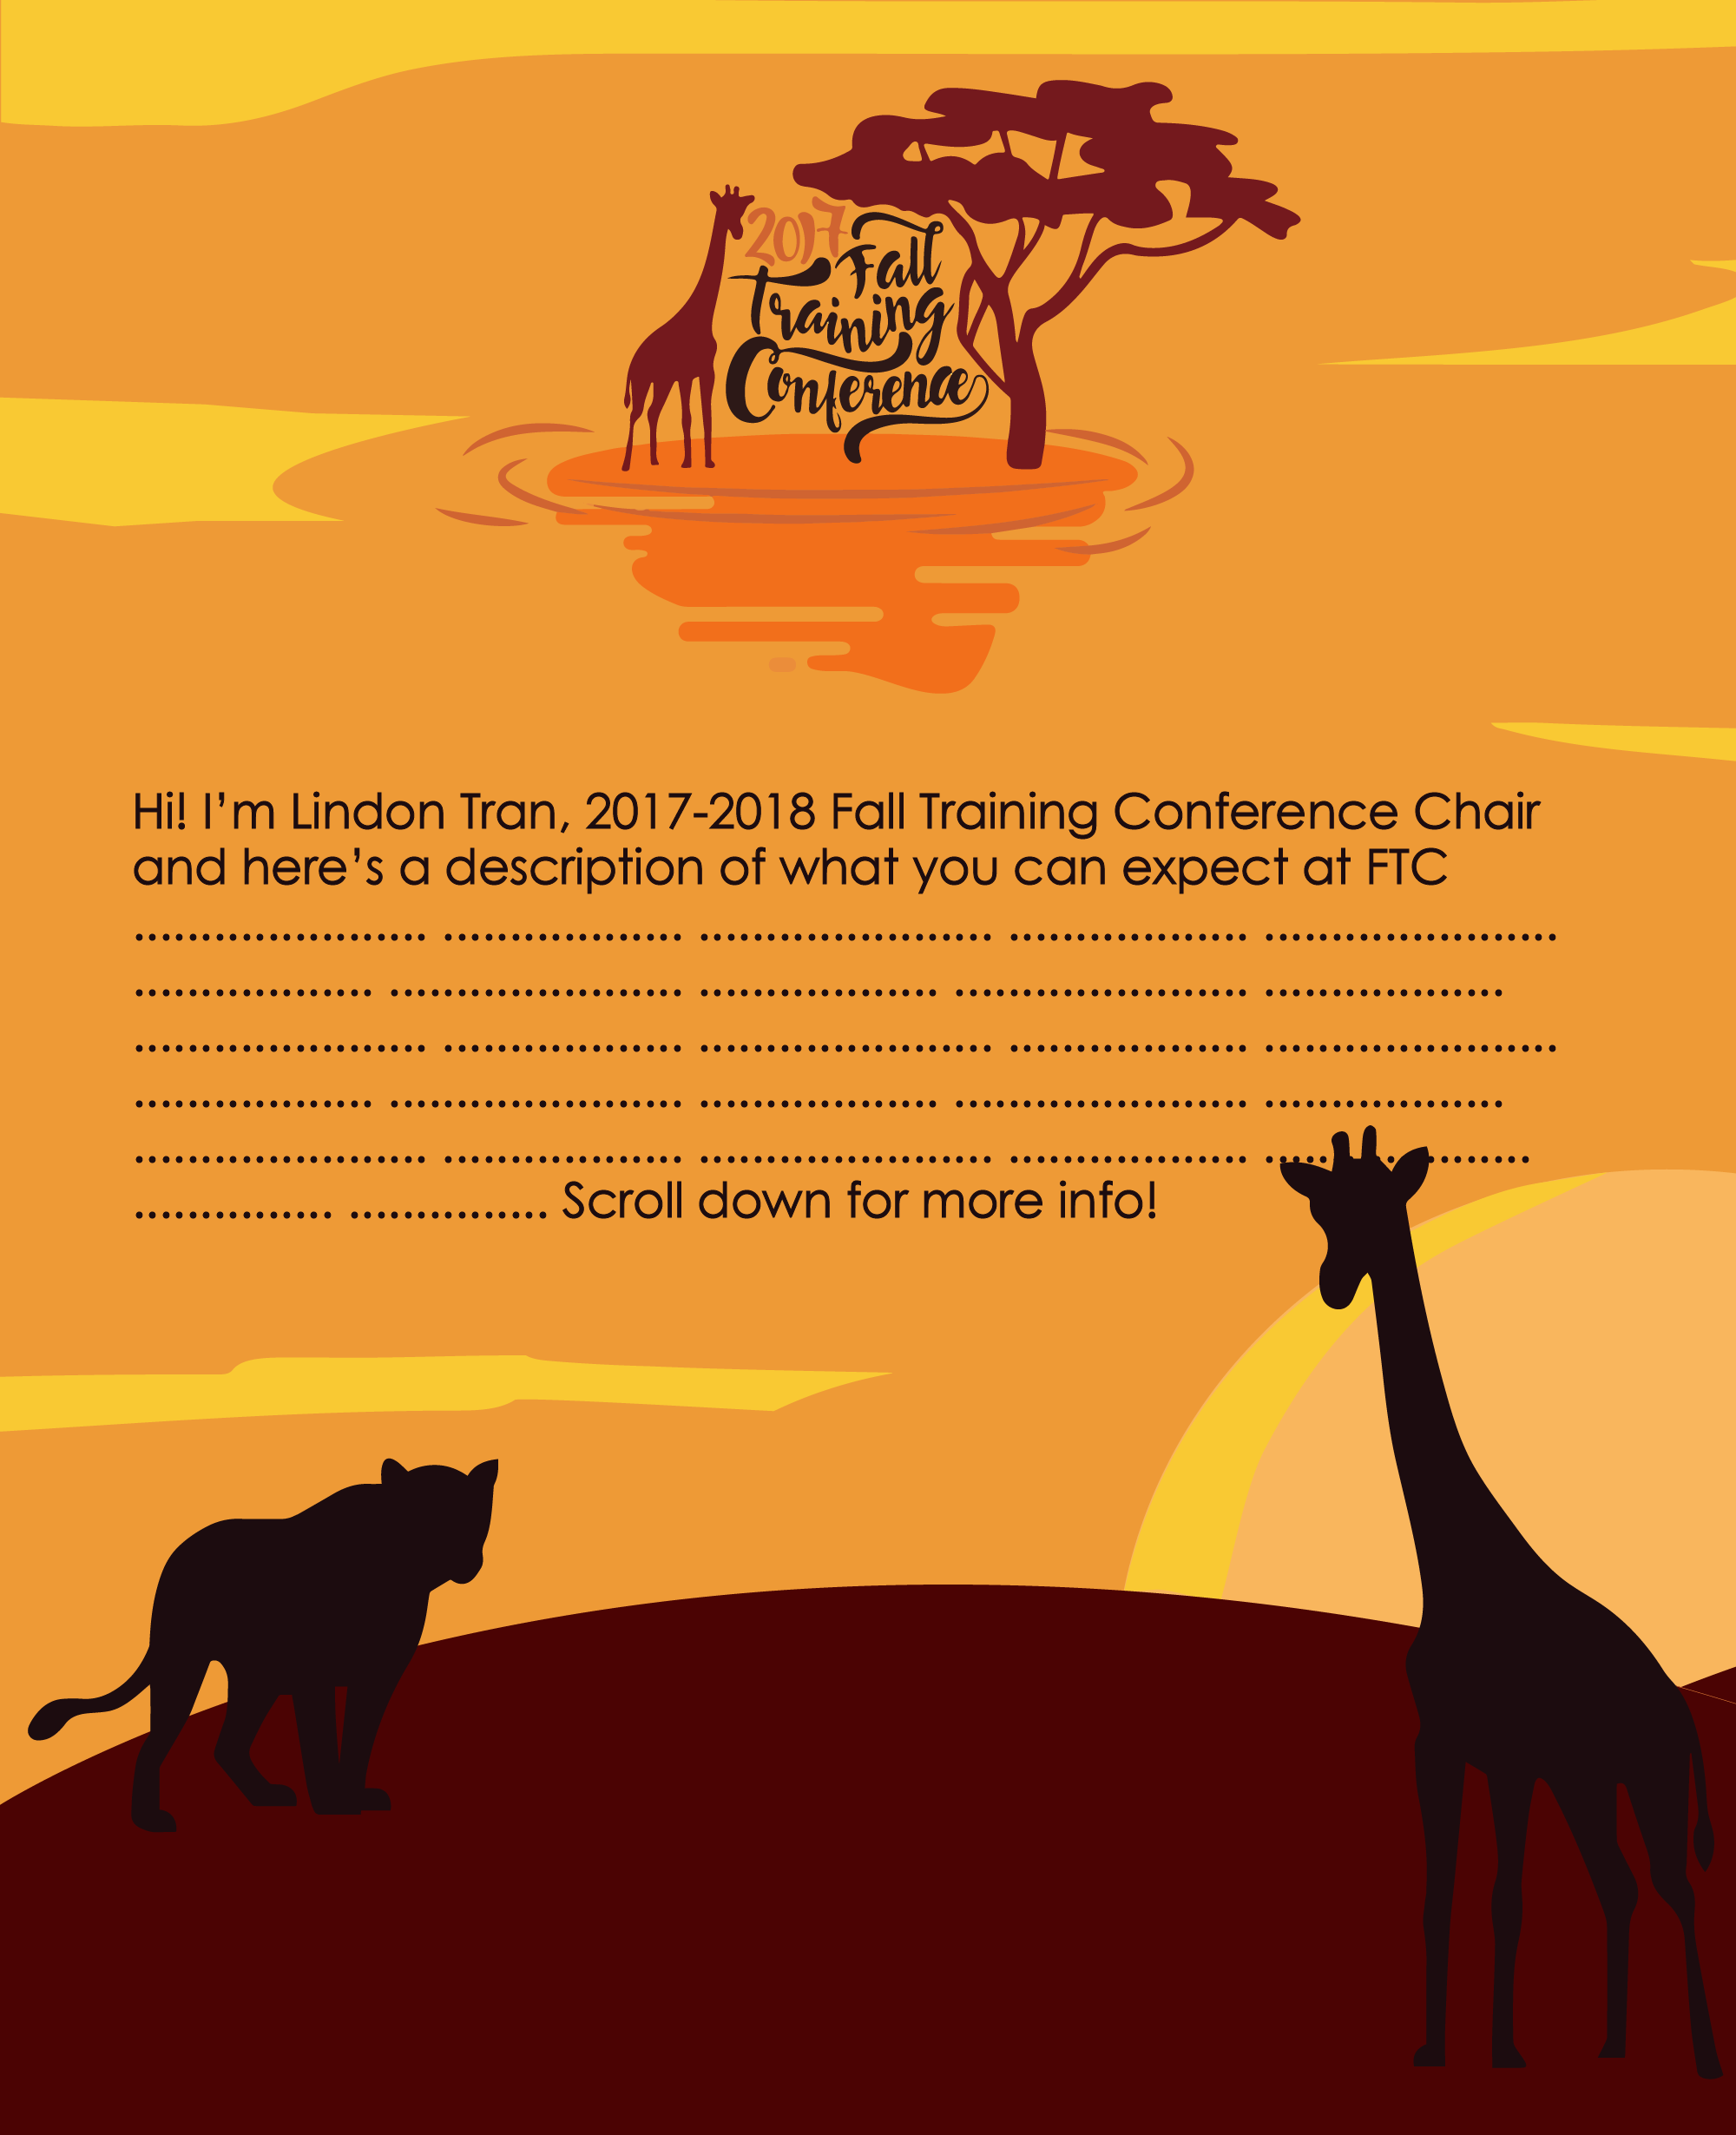 2017 Fall
Training
Conference
Hi! I'm Lindon Tran, 2017-2018 Fall Training Conference Chair
and here's a description of what you can expect at FTC
...................... .................. ...................... .................. ......................
.................. ...................... .................. ...................... ..................
...................... .................. ...................... .................. ......................
.................. ...................... .................. ...................... ..................
...................... .................. ...................... .................. ....................
............... ............... Scroll down for more info!